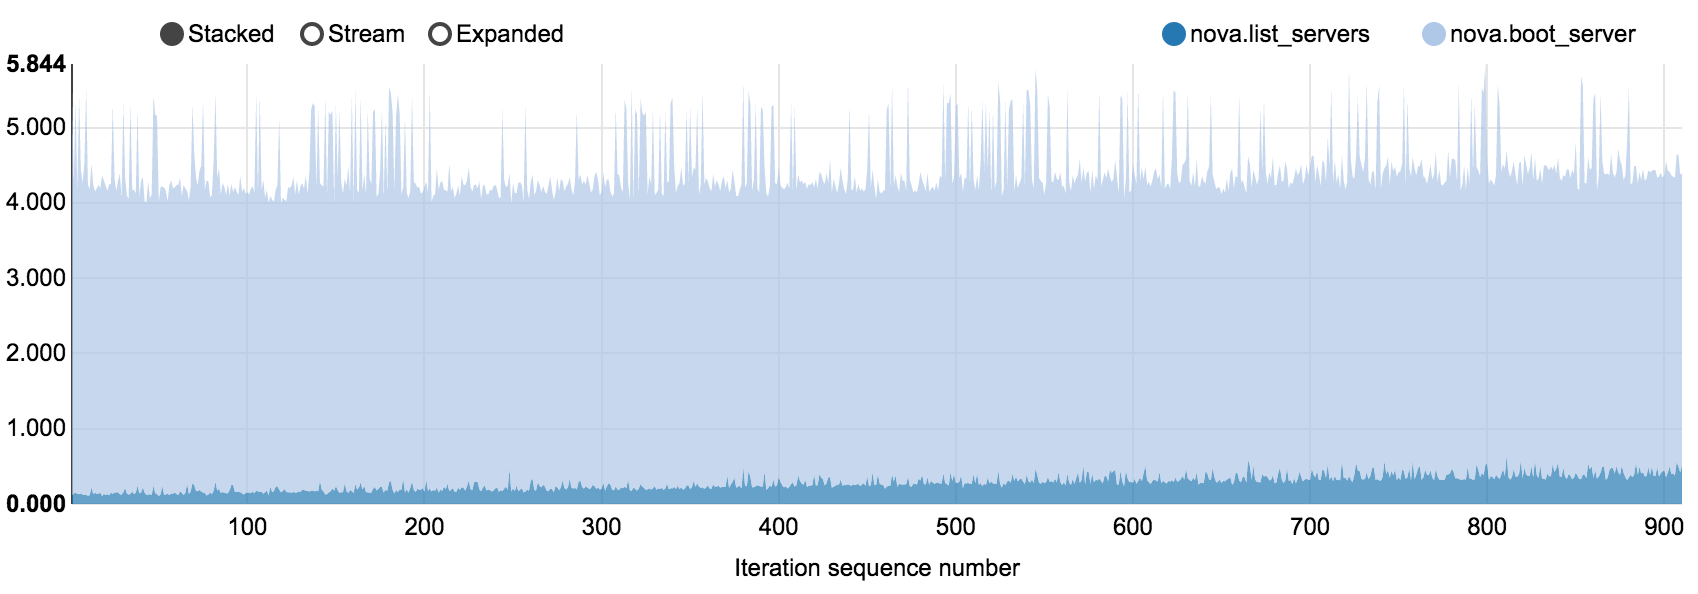 Stacked Stream Expanded nova.list_servers nova.boot_server
5.844
5.000
4.000
3.000
2.000
1.000
0.000
100 200 300 400 500 600 700 800 900
Iteration sequence number